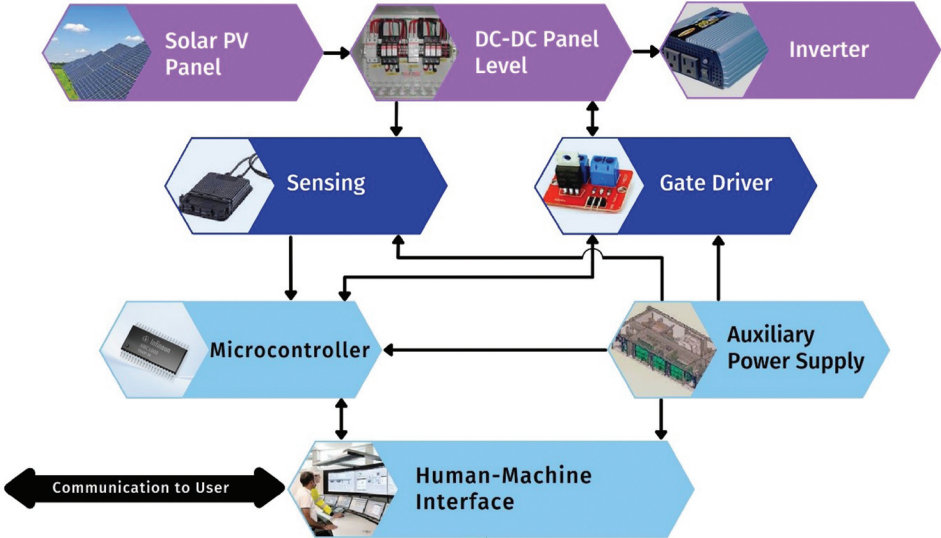 Solar PV
Panel
DC-DC Panel
Level
Inverter
Sensing
Gate Driver
Infineon
Microcontroller
Auxiliary
Power Supply
Human-Machine
Interface
Communication to User